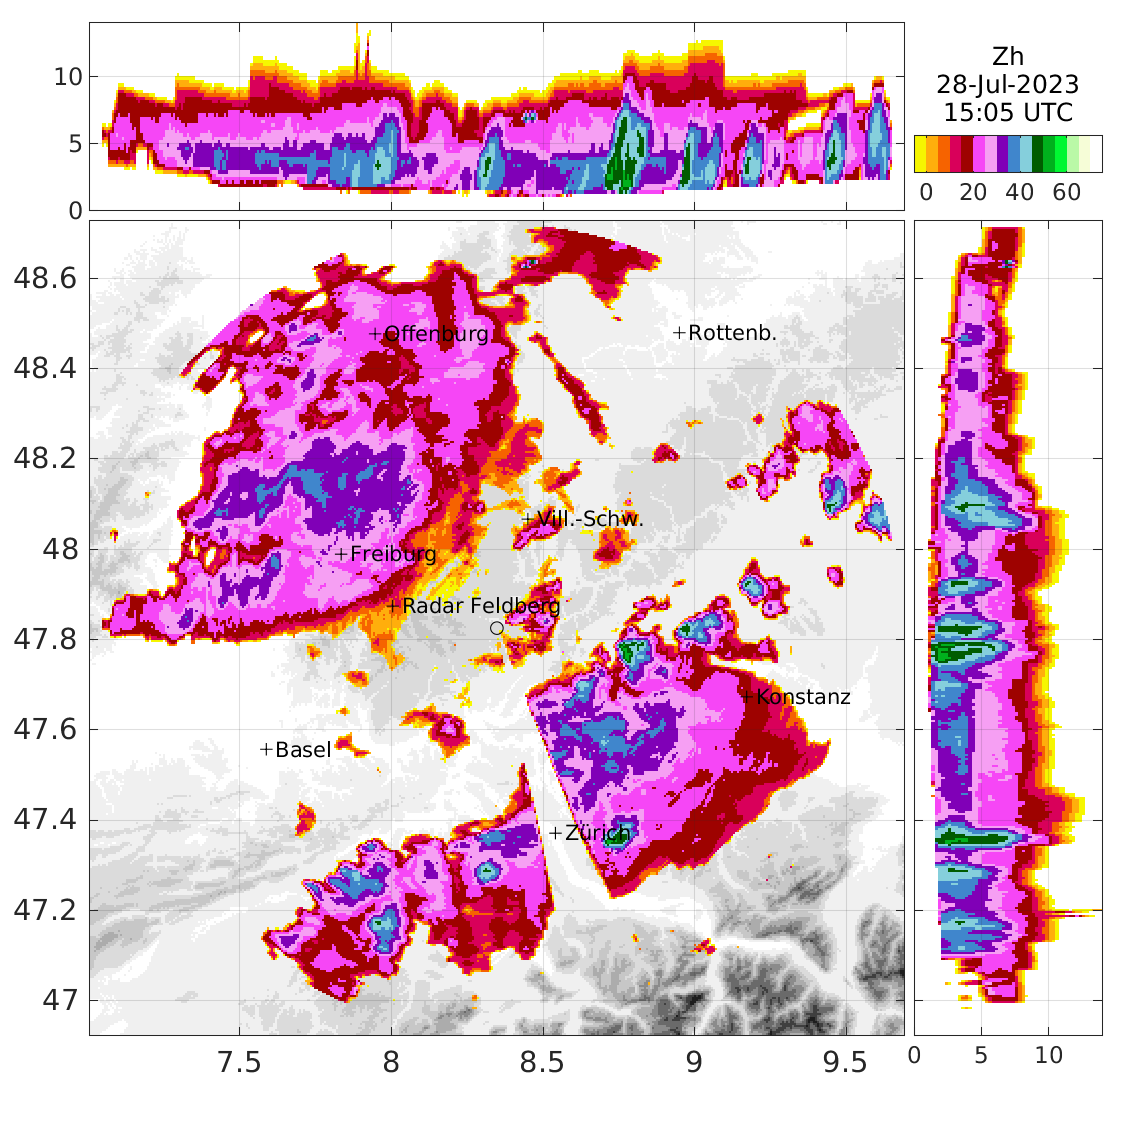 10
5
0
Zh
28-Jul-2023
15:05 UTC
0 20 40 60
48.6
48.4
48.2
48
47.8
47.6
47.4
47.2
47
Offenburg
Rottenb.
Vill.-Schw.
Freiburg
Radar Feldberg
Konstanz
Basel
Zürich
7.5 8 8.5 9 9.5
0 5 10